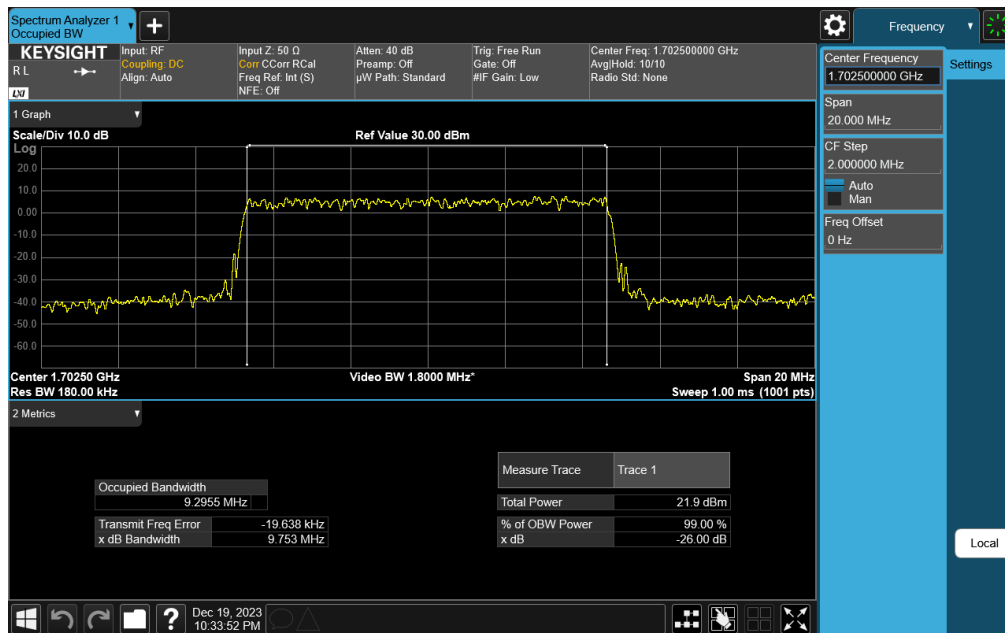 Spectrum Analyzer 1
Occupied BW
Frequency
KEYSIGHT
R L
LXI
Input: RF
Coupling: DC
Align: Auto
Input Z: 50 Ω
Corr CCorr RCal
Freq Ref: Int (S)
NFE: Off
Atten: 40 dB
Preamp: Off
µW Path: Standard
Trig: Free Run
Gate: Off
#IF Gain: Low
Center Freq: 1.702500000 GHz
Avg|Hold: 10/10
Radio Std: None
Center Frequency
1.702500000 GHz
Settings
Span
20.000 MHz
CF Step
2.000000 MHz
Auto
Man
Freq Offset
0 Hz
Local
1 Graph
Scale/Div 10.0 dB
Ref Value 30.00 dBm
Log
20.0
10.0
0.00
-10.0
-20.0
-30.0
-40.0
-50.0
-60.0
Center 1.70250 GHz
Video BW 1.8000 MHz*
Span 20 MHz
Res BW 180.00 kHz
Sweep 1.00 ms (1001 pts)
2 Metrics
Occupied Bandwidth
9.2955 MHz
Transmit Freq Error -19.638 kHz
x dB Bandwidth 9.753 MHz
Measure Trace Trace 1
Total Power 21.9 dBm
% of OBW Power 99.00 %
x dB -26.00 dB
Dec 19, 2023
10:33:52 PM